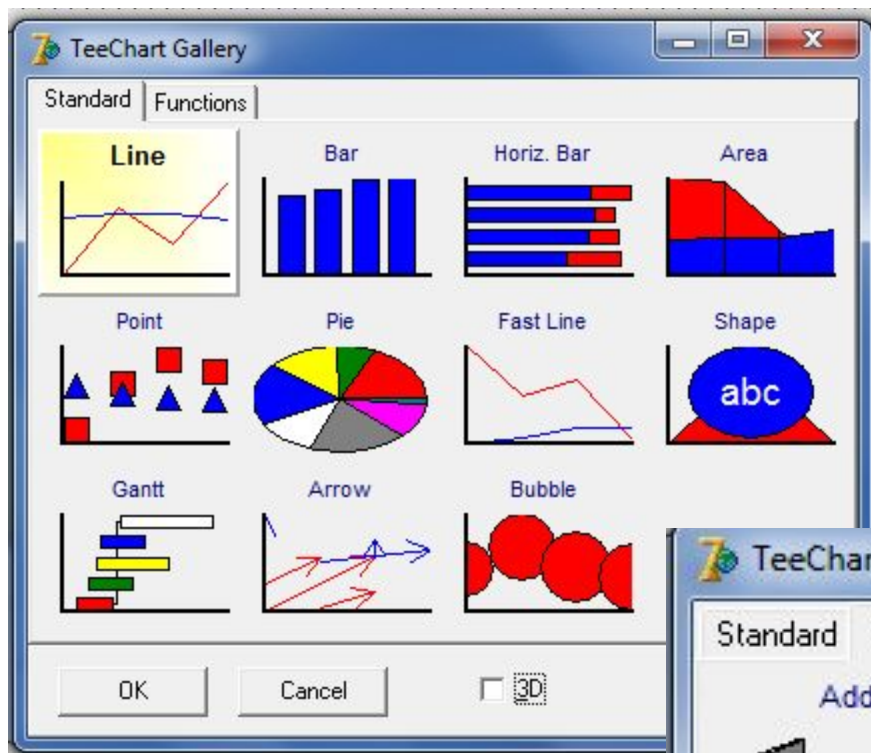 TeeChart Gallery
Standard Functions
Line Bar Horiz. Bar Area
Point Pie Fast Line Shape
abc
Gantt Arrow Bubble
OK Cancel 3D
TeeChar
Standard
Add